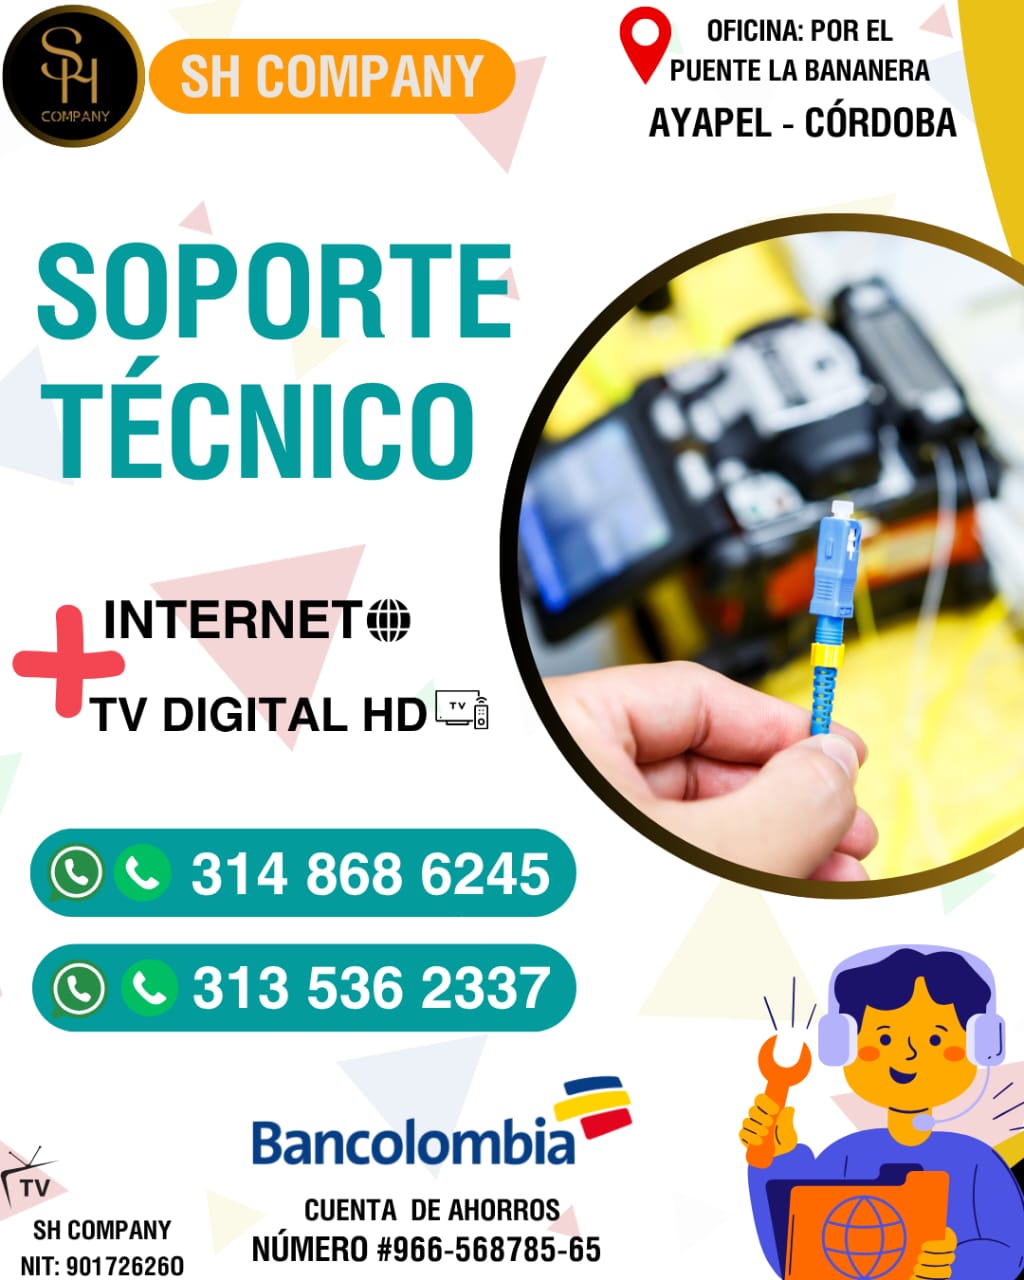 SH
COMPANY
SH COMPANY
OFICINA: POR EL
PUENTE LA BANANERA
AYAPEL - CÓRDOBA
SOPORTE
TÉCNICO
INTERNET
TV DIGITAL HD
TV
314 868 6245
313 536 2337
Bancolombia
CUENTA DE AHORROS
NÚMERO #966-568785-65
TV
SH COMPANY
NIT: 901726260